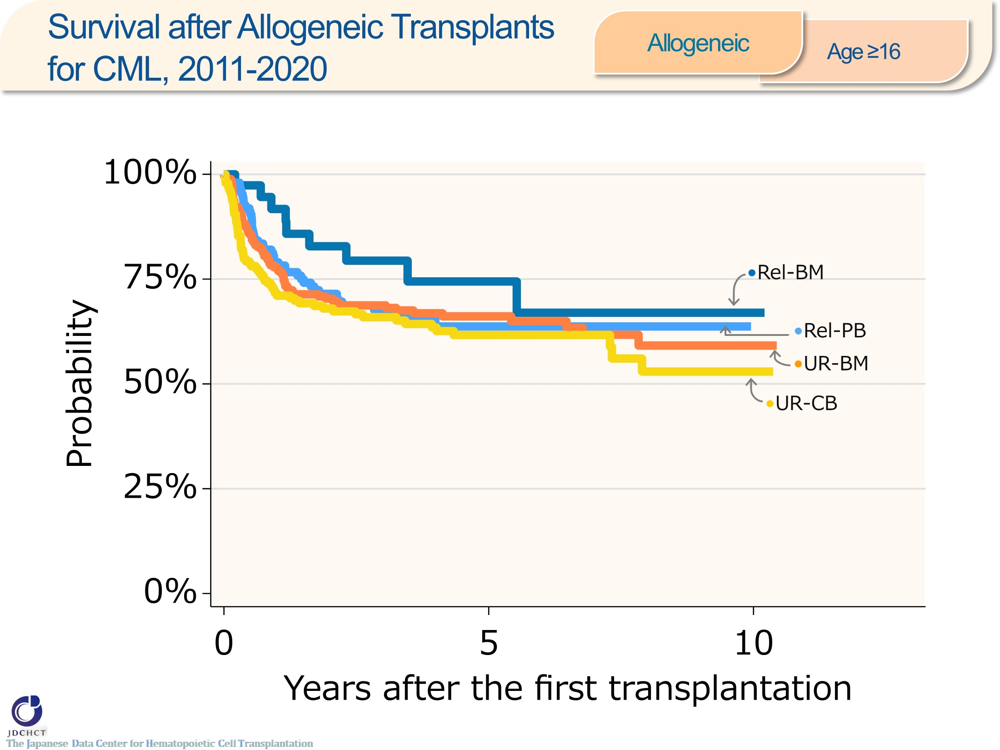 Survival after Allogeneic Transplants
for CML, 2011-2020
Allogeneic
Age ≥16
100%
75%
50%
25%
0%
Probability
Rel-BM
Rel-PB
UR-BM
UR-CB
0 5 10
Years after the first transplantation
JDCHCT
The Japanese Data Center for Hematopoietic Cell Transplantation